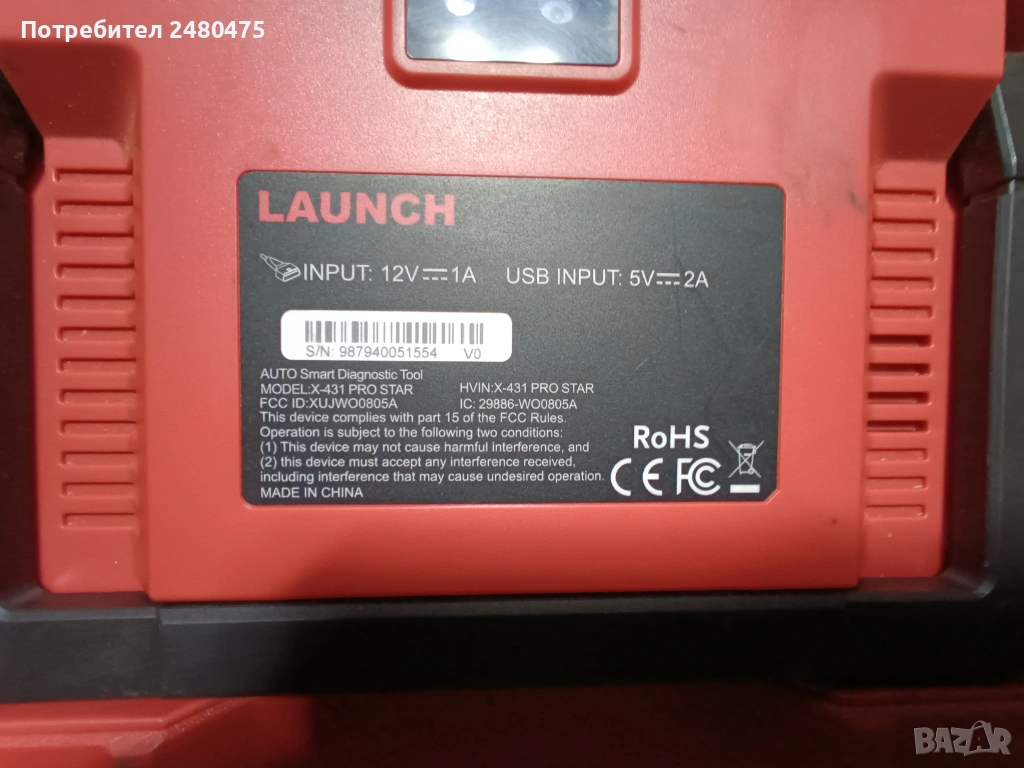 Потребител 2480475
LAUNCH
INPUT: 12V⎓1A USB INPUT: 5V⎓2A
S/N: 987940051554 V0
AUTO Smart Diagnostic Tool
MODEL:X-431 PRO STAR HVIN:X-431 PRO STAR
FCC ID:XUJWO0805A IC: 29886-WO0805A
This device complies with part 15 of the FCC Rules.
Operation is subject to the following two conditions:
(1) This device may not cause harmful interference, and
(2) this device must accept any interference received,
including interference that may cause undesired operation.
MADE IN CHINA
RoHS
CE FC
BAZAR